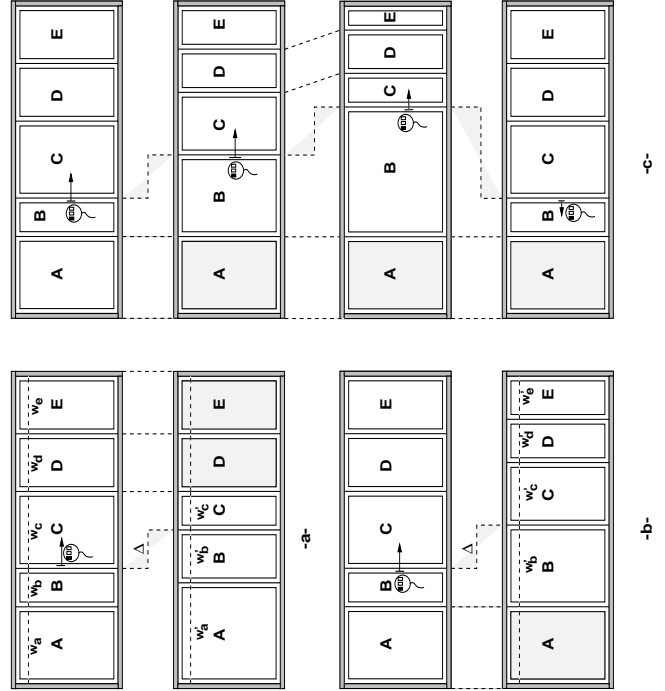 wa wb wc wd we
A B C D E
Δ
w'a w'b w'c
A B C D E
-a-
A B C D E
Δ
w'b w'c w'd w'e
A B C D E
-b-
A B C D E
A B C D E
A B C D E
A B C D E
-c-